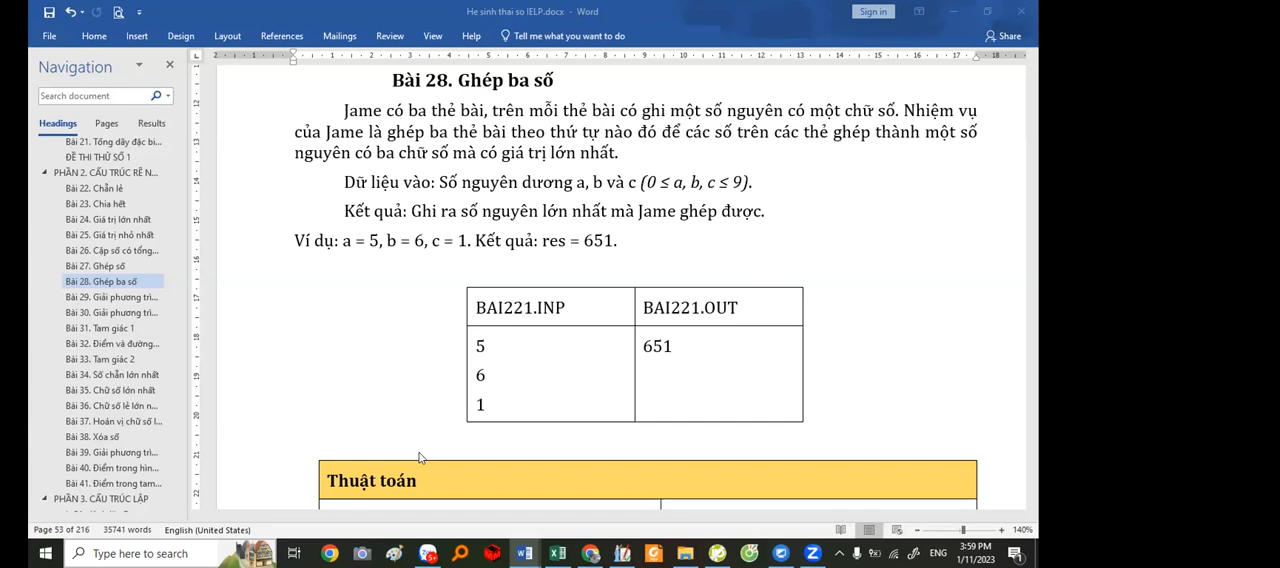 He sinh thai so IELP.docx - Word
Sign in
File Home Insert Design Layout References Mailings Review View Help Tell me what you want to do Share
Navigation
Search document
Headings Pages Results
Bài 21. Tổng dãy đặc bi...
ĐỀ THI THỬ SỐ 1
PHẦN 2. CẤU TRÚC RẼ N...
Bài 22. Chẵn lẻ
Bài 23. Chia hết
Bài 24. Giá trị lớn nhất
Bài 25. Giá trị nhỏ nhất
Bài 26. Cặp số có tổng...
Bài 27. Ghép số
Bài 28. Ghép ba số
Bài 29. Giải phương trì...
Bài 30. Giải phương trì...
Bài 31. Tam giác 1
Bài 32. Điểm và đường...
Bài 33. Tam giác 2
Bài 34. Số chẵn lớn nhất
Bài 35. Chữ số lớn nhất
Bài 36. Chữ số lẻ lớn n...
Bài 37. Hoán vị chữ số l...
Bài 38. Xóa số
Bài 39. Giải phương trì...
Bài 40. Điểm trong hìn...
Bài 41. Điểm trong tam...
PHẦN 3. CẤU TRÚC LẶP
Bài 28. Ghép ba số
Jame có ba thẻ bài, trên mỗi thẻ bài có ghi một số nguyên có một chữ số. Nhiệm vụ
của Jame là ghép ba thẻ bài theo thứ tự nào đó để các số trên các thẻ ghép thành một số
nguyên có ba chữ số mà có giá trị lớn nhất.
Dữ liệu vào: Số nguyên dương a, b và c (0 ≤ a, b, c ≤ 9).
Kết quả: Ghi ra số nguyên lớn nhất mà Jame ghép được.
Ví dụ: a = 5, b = 6, c = 1. Kết quả: res = 651.
BAI221.INP BAI221.OUT
5 651
6
1
Thuật toán
Page 53 of 216 35741 words English (United States) 140%
Type here to search
ENG
3:59 PM
1/11/2023